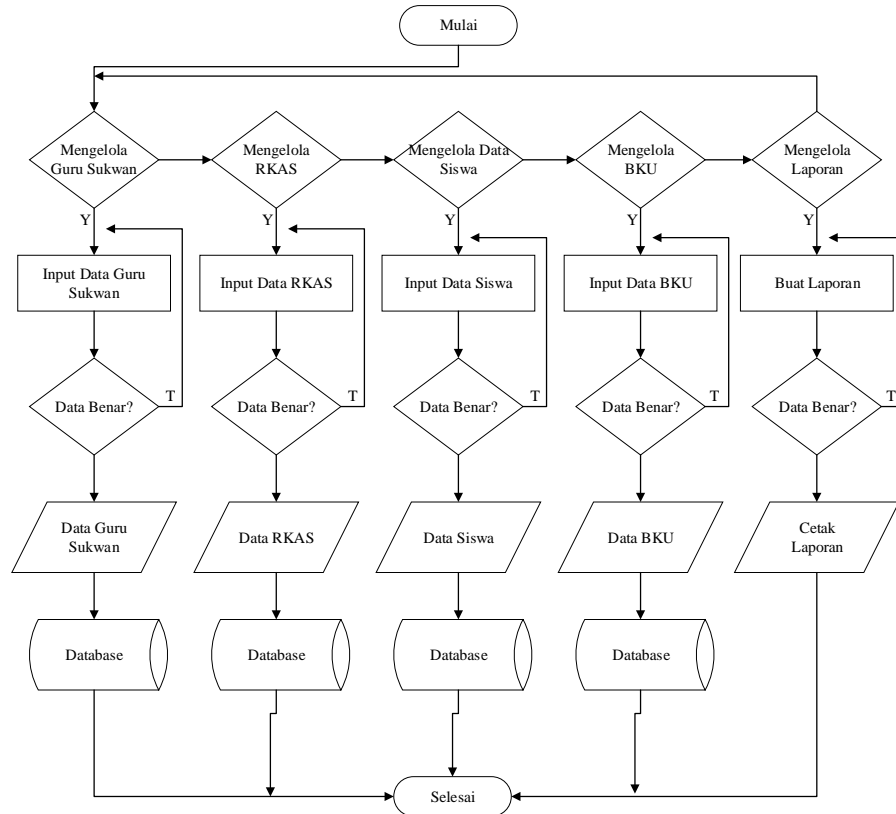 Mulai
Mengelola
Guru Sukwan
Mengelola
RKAS
Mengelola Data
Siswa
Mengelola
BKU
Mengelola
Laporan
Y
Y
Y
Y
Y
Input Data Guru
Sukwan
Input Data RKAS
Input Data Siswa
Input Data BKU
Buat Laporan
Data Benar?
T
Data Benar?
T
Data Benar?
T
Data Benar?
T
Data Benar?
T
Data Guru
Sukwan
Data RKAS
Data Siswa
Data BKU
Cetak
Laporan
Database
Database
Database
Database
Selesai